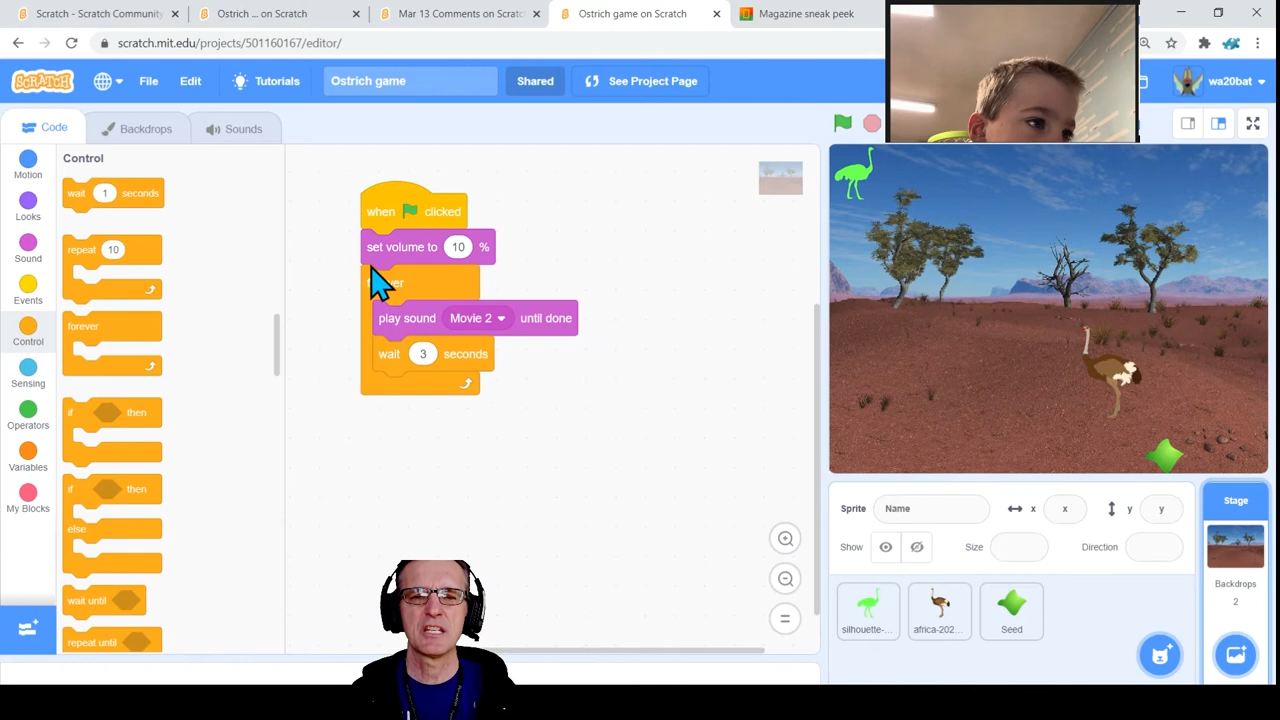 Scratch - Scratch Community
Ostrich ... on Scratch
Mar 13 Comments on Scratc
Ostrich game on Scratch
Magazine sneak peek
scratch.mit.edu/projects/501160167/editor/
SCRATCH
File
Edit
Tutorials
Ostrich game
Shared
See Project Page
wa20bat
Code
Backdrops
Sounds
Motion
Looks
Sound
Events
Control
Sensing
Operators
Variables
My Blocks
Control
wait 1 seconds
repeat 10
forever
if then
if then
else
wait until
repeat until
when clicked
set volume to 10 %
play sound Movie 2 until done
wait 3 seconds
Sprite Name x x y y
Show Size Direction
silhouette-...
africa-202...
Seed
Stage
Backdrops
2